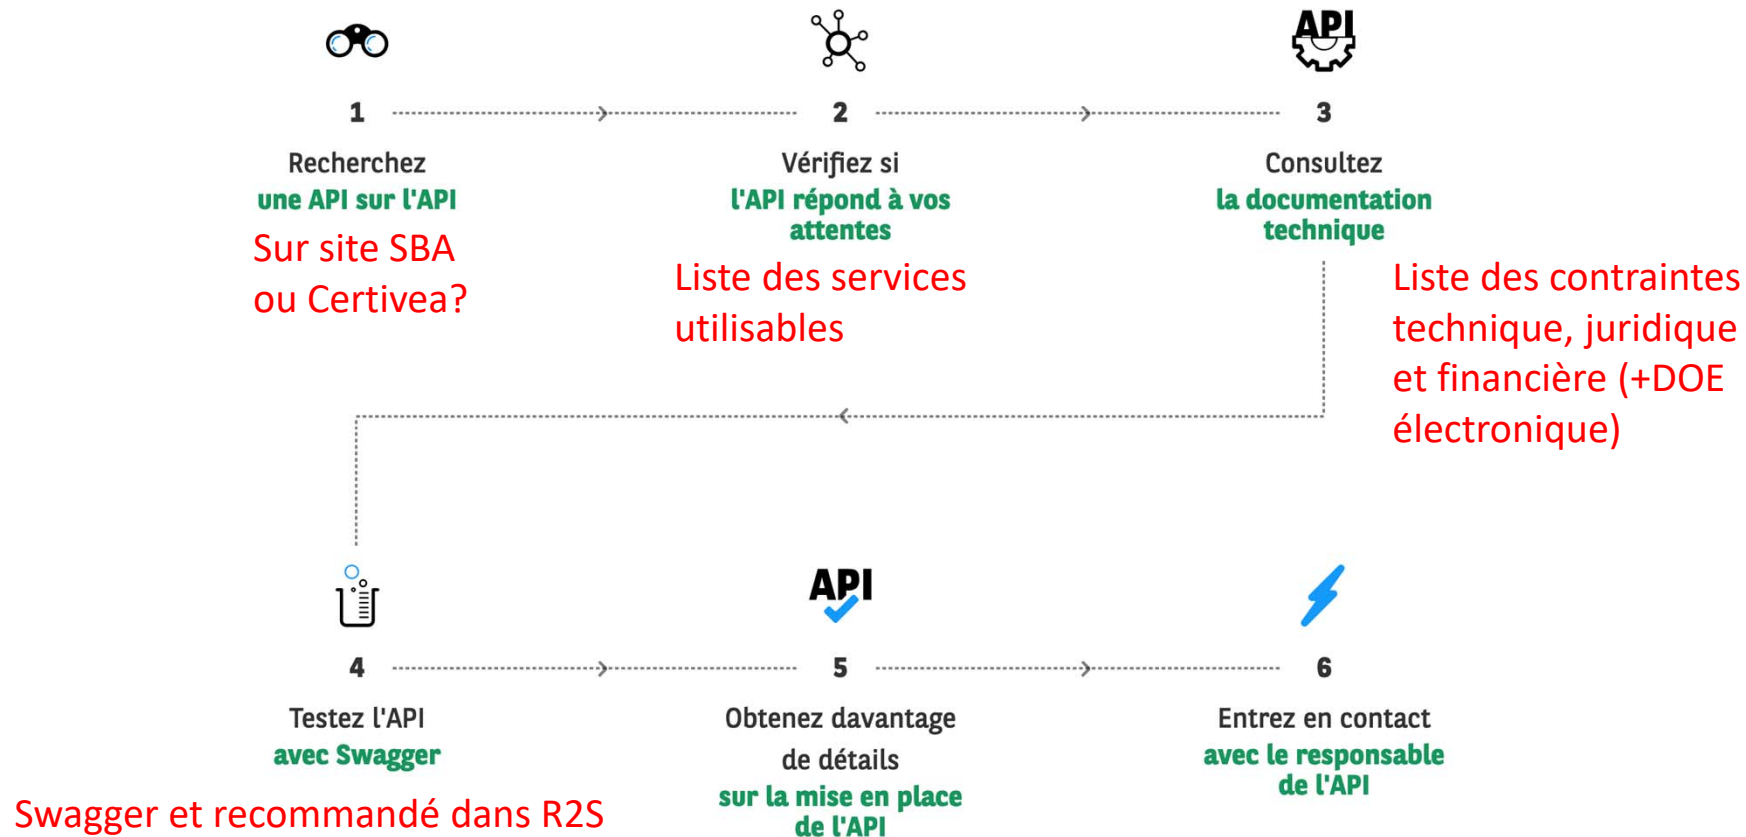 API
1
2
3
Recherchez
une API sur l'API
Sur site SBA
ou Certivea?
Vérifiez si
l'API répond à vos
attentes
Liste des services
utilisables
Consultez
la documentation
technique
Liste des contraintes
technique, juridique
et financière (+DOE
électronique)
API
4
5
6
Testez l'API
avec Swagger
Swagger et recommandé dans R2S
Obtenez davantage
de détails
sur la mise en place
de l'API
Entrez en contact
avec le responsable
de l'API